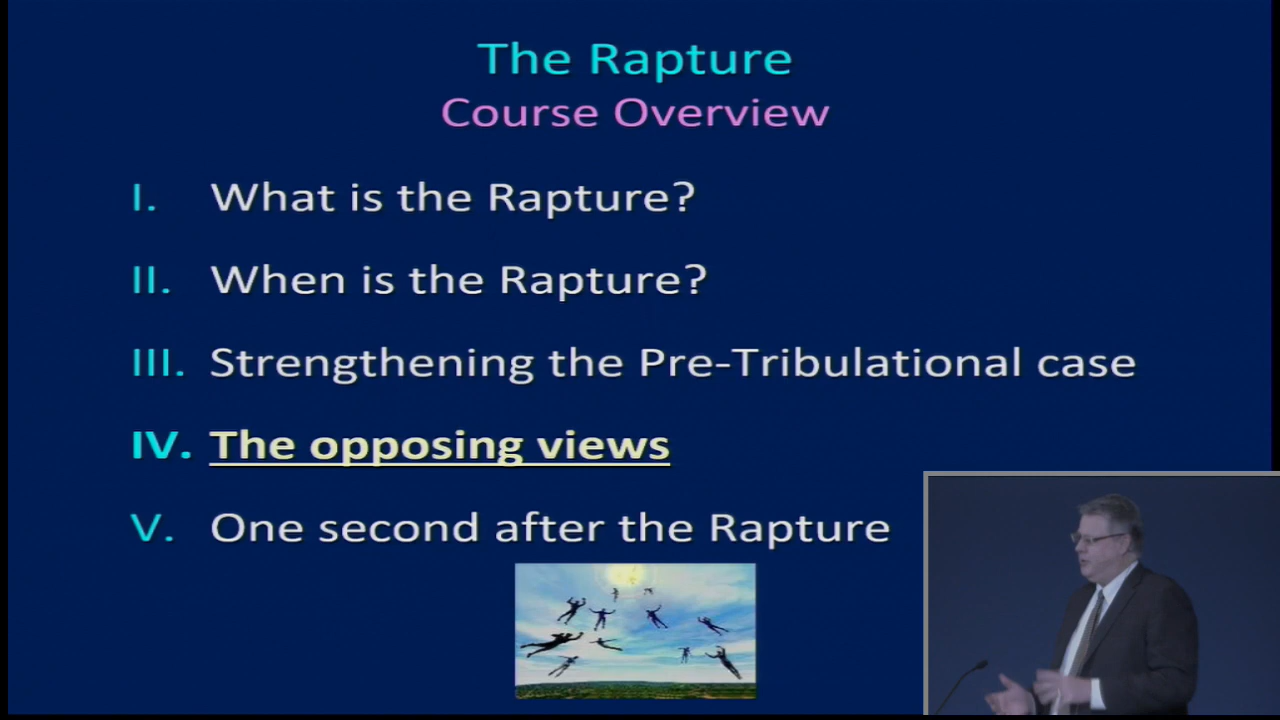 The Rapture
Course Overview
I. What is the Rapture?
II. When is the Rapture?
III. Strengthening the Pre-Tribulational case
IV. The opposing views
V. One second after the Rapture